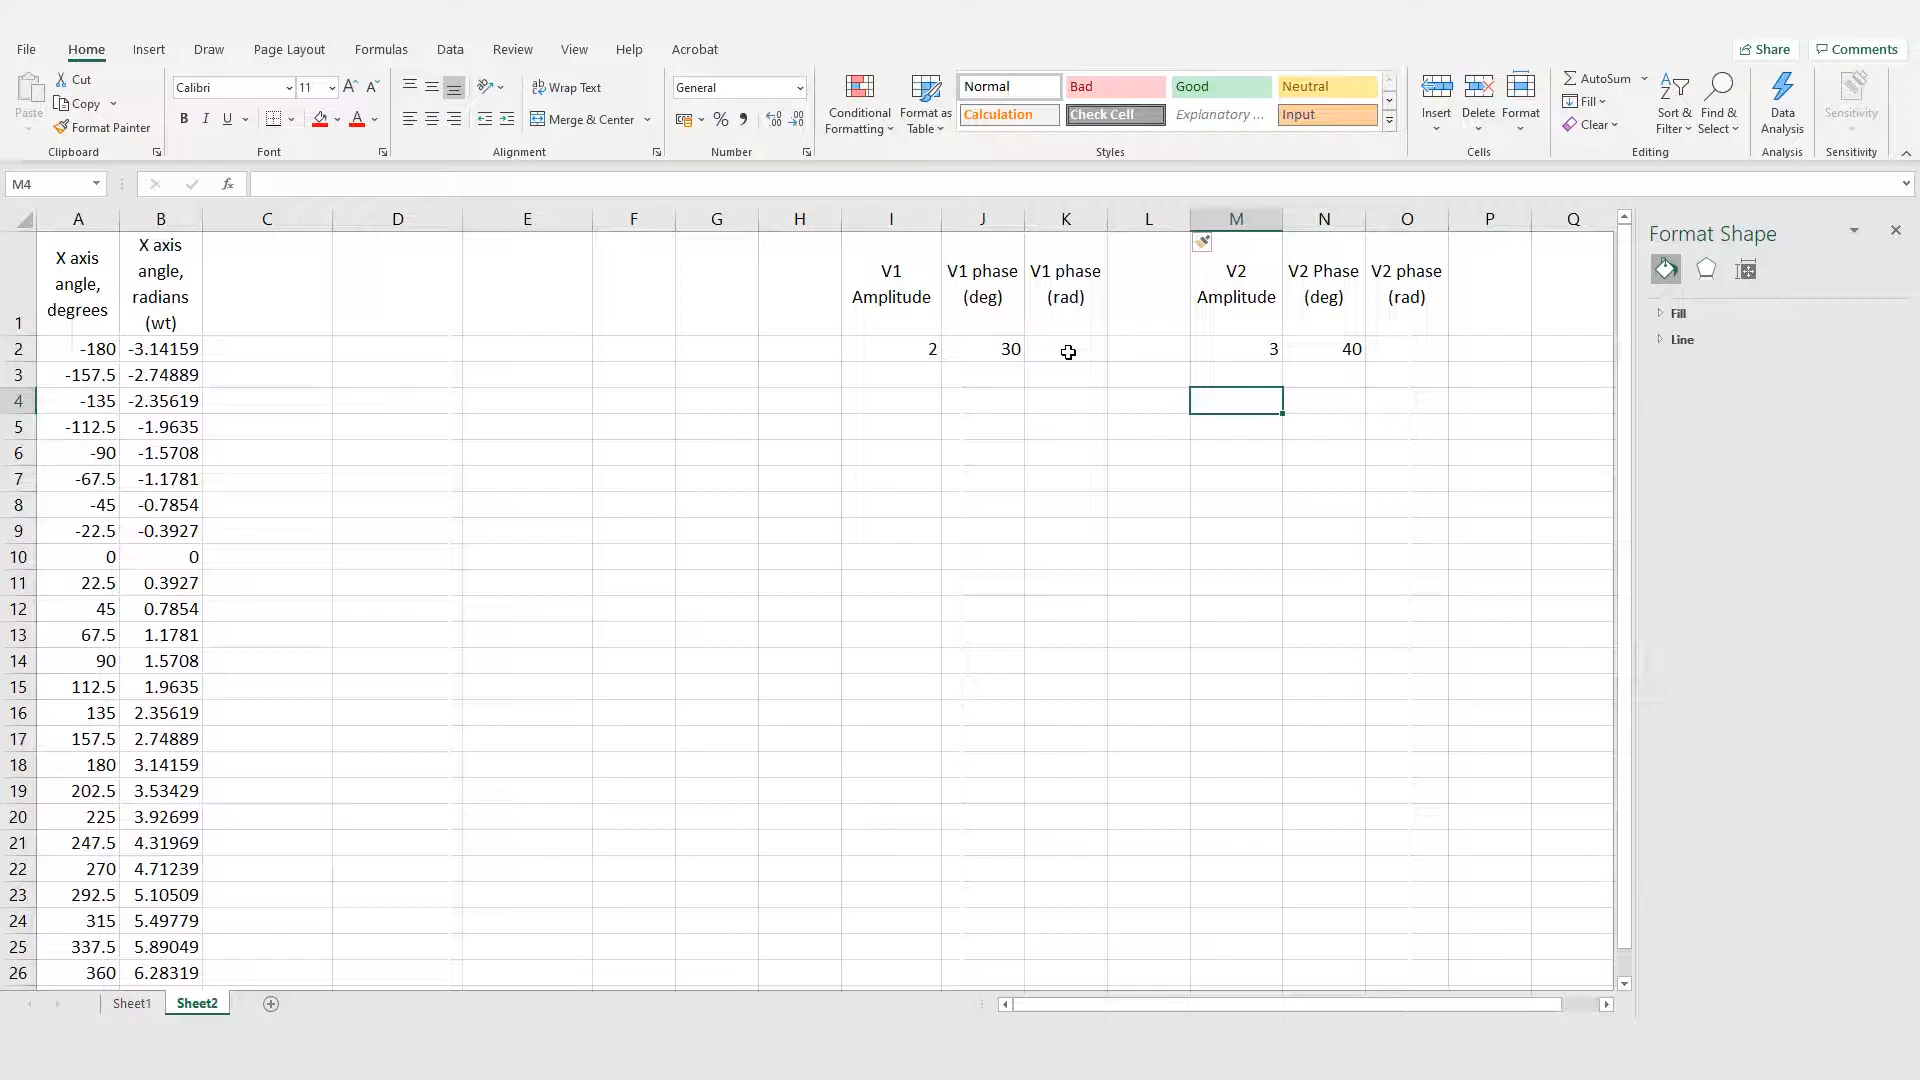 File Home Insert Draw Page Layout Formulas Data Review View Help Acrobat Share Comments
Paste Cut Copy Format Painter
Calibri 11
B I U
Wrap Text
Merge & Center
General
Conditional Formatting
Format as Table
Normal Bad Good Neutral
Calculation Check Cell Explanatory ... Input
Insert Delete Format
AutoSum
Fill
Clear
Sort & Filter
Find & Select
Data Analysis
Sensitivity
Clipboard Font Alignment Number Styles Cells Editing Analysis Sensitivity
M4 fx
A B C D E F G H I J K L M N O P Q
1 X axis angle, degrees X axis angle, radians (wt) V1 Amplitude V1 phase (deg) V1 phase (rad) V2 Amplitude V2 Phase (deg) V2 phase (rad)
2 -180 -3.14159 2 30 3 40
3 -157.5 -2.74889
4 -135 -2.35619
5 -112.5 -1.9635
6 -90 -1.5708
7 -67.5 -1.1781
8 -45 -0.7854
9 -22.5 -0.3927
10 0 0
11 22.5 0.3927
12 45 0.7854
13 67.5 1.1781
14 90 1.5708
15 112.5 1.9635
16 135 2.35619
17 157.5 2.74889
18 180 3.14159
19 202.5 3.53429
20 225 3.92699
21 247.5 4.31969
22 270 4.71239
23 292.5 5.10509
24 315 5.49779
25 337.5 5.89049
26 360 6.28319
Sheet1 Sheet2
Format Shape
Fill
Line